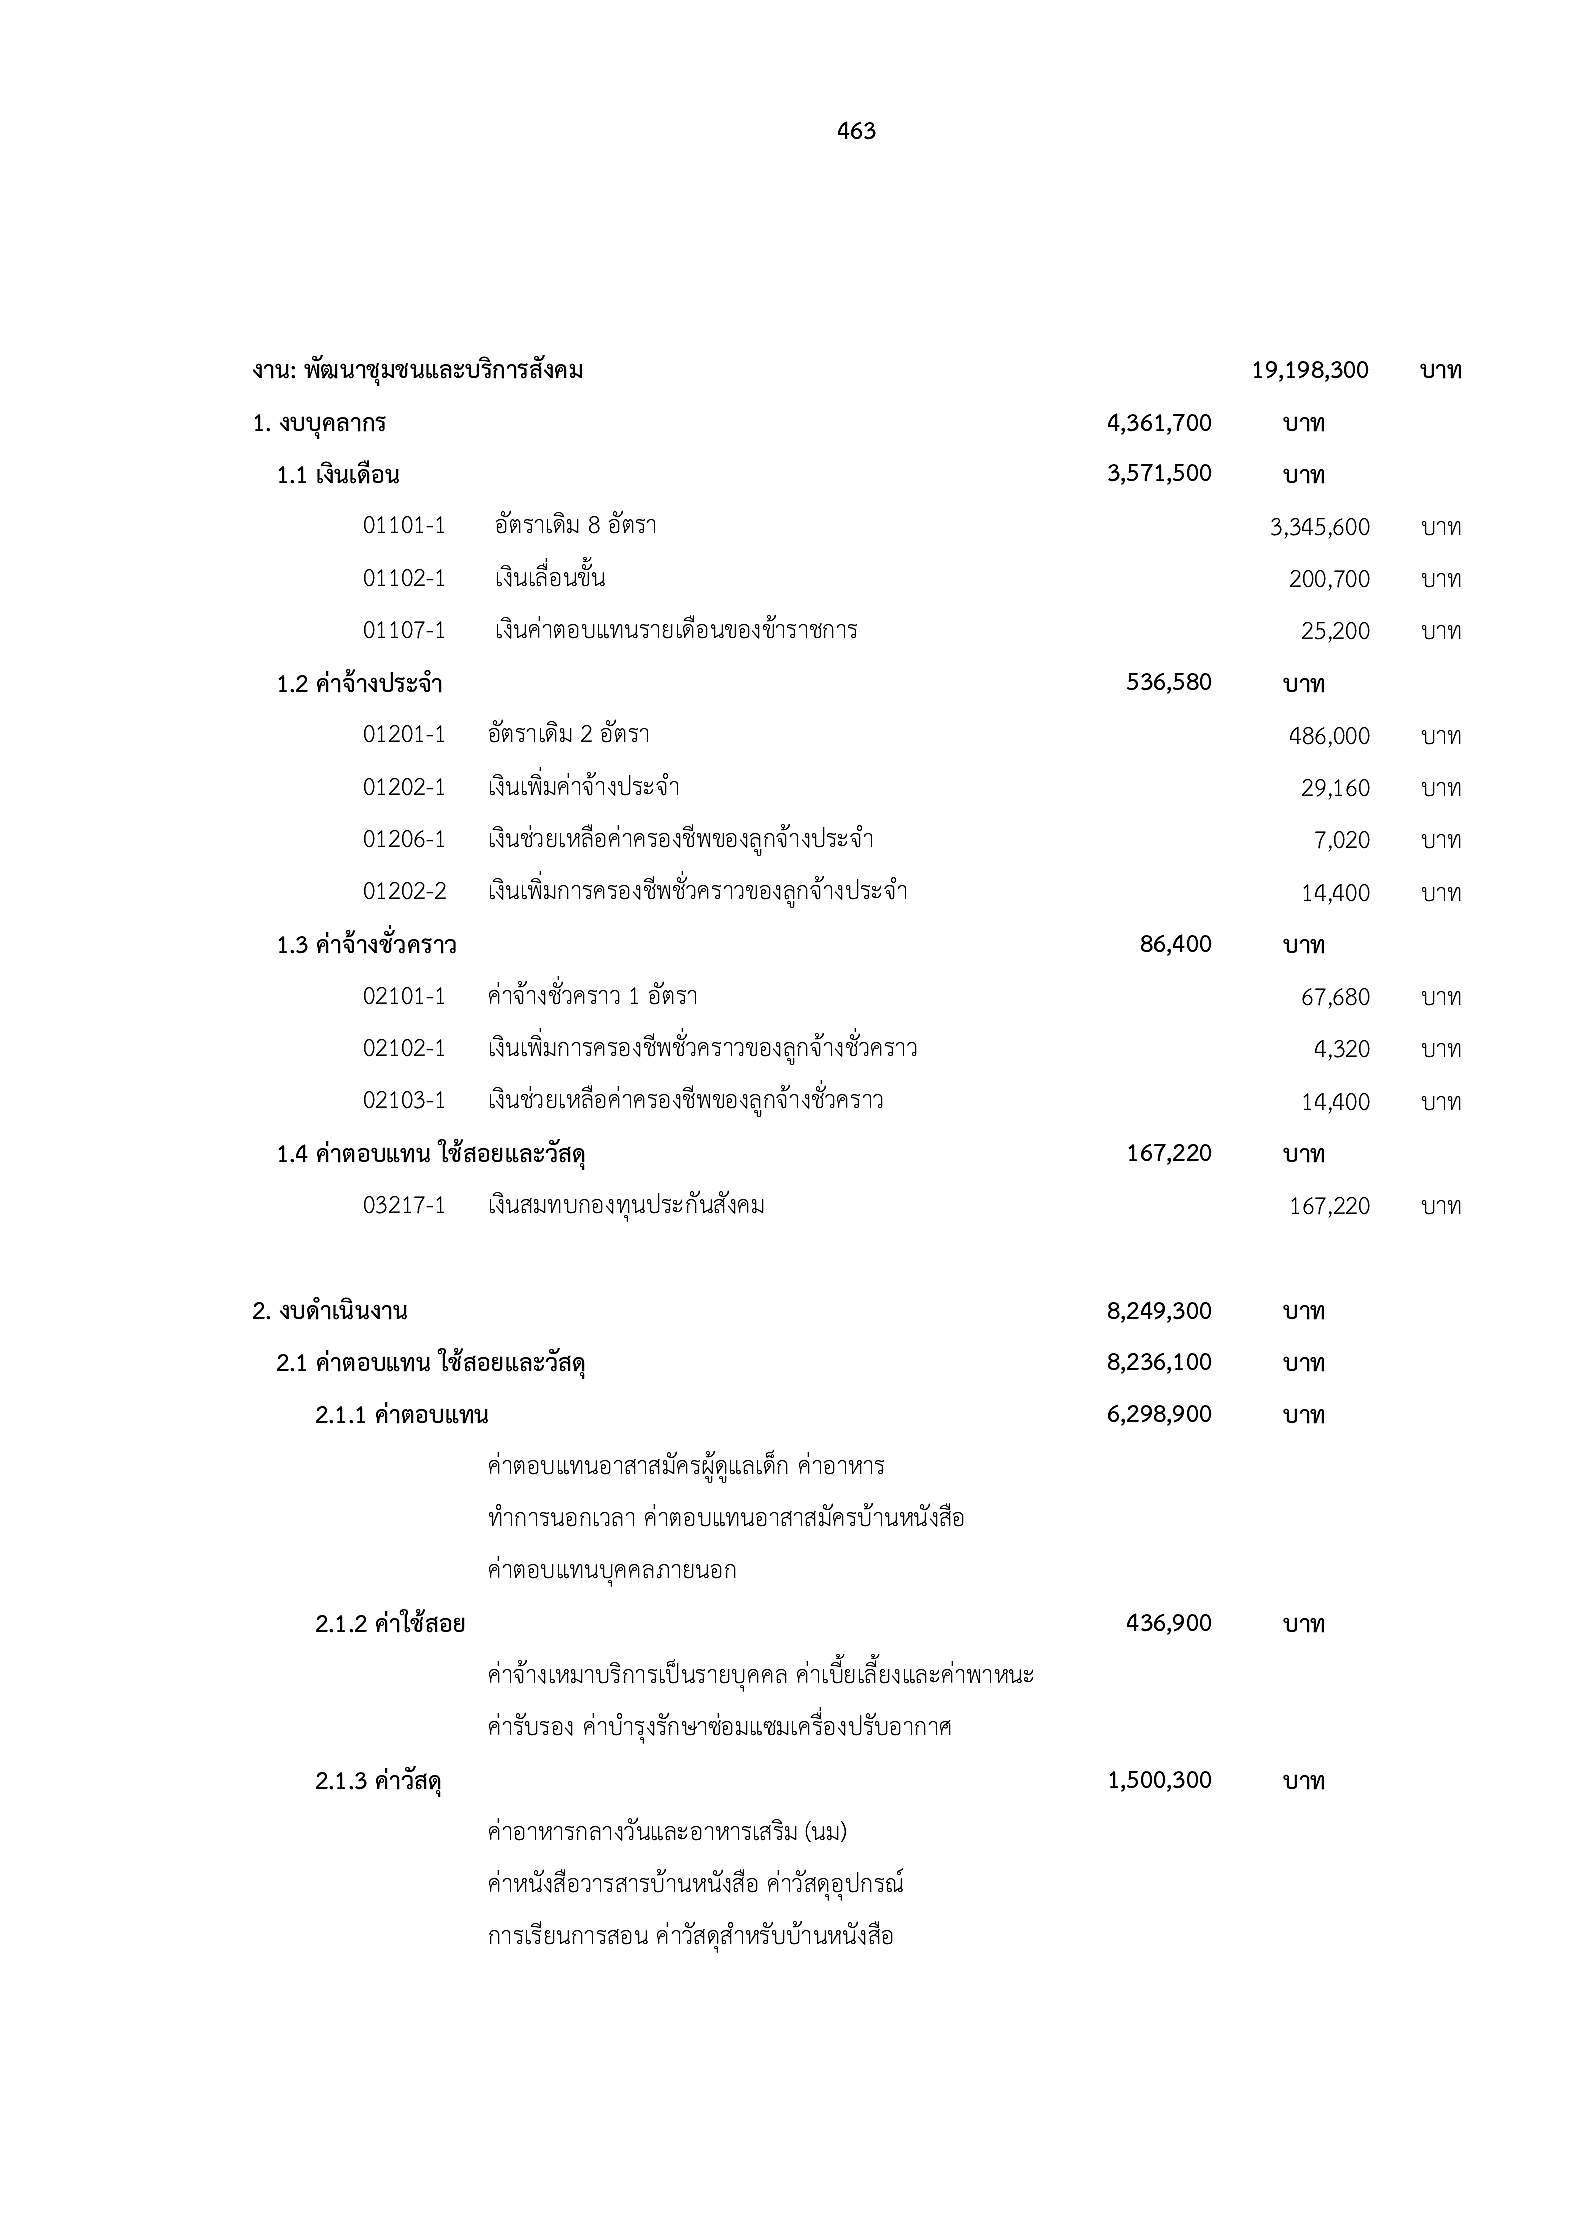 463
งาน: พัฒนาชุมชนและบริการสังคม 19,198,300 บาท
1. งบบุคลากร 4,361,700 บาท
1.1 เงินเดือน 3,571,500 บาท
01101-1 อัตราเดิม 8 อัตรา 3,345,600 บาท
01102-1 เงินเลื่อนขั้น 200,700 บาท
01107-1 เงินค่าตอบแทนรายเดือนของข้าราชการ 25,200 บาท
1.2 ค่าจ้างประจำ 536,580 บาท
01201-1 อัตราเดิม 2 อัตรา 486,000 บาท
01202-1 เงินเพิ่มค่าจ้างประจำ 29,160 บาท
01206-1 เงินช่วยเหลือค่าครองชีพของลูกจ้างประจำ 7,020 บาท
01202-2 เงินเพิ่มการครองชีพชั่วคราวของลูกจ้างประจำ 14,400 บาท
1.3 ค่าจ้างชั่วคราว 86,400 บาท
02101-1 ค่าจ้างชั่วคราว 1 อัตรา 67,680 บาท
02102-1 เงินเพิ่มการครองชีพชั่วคราวของลูกจ้างชั่วคราว 4,320 บาท
02103-1 เงินช่วยเหลือค่าครองชีพของลูกจ้างชั่วคราว 14,400 บาท
1.4 ค่าตอบแทน ใช้สอยและวัสดุ 167,220 บาท
03217-1 เงินสมทบกองทุนประกันสังคม 167,220 บาท
2. งบดำเนินงาน 8,249,300 บาท
2.1 ค่าตอบแทน ใช้สอยและวัสดุ 8,236,100 บาท
2.1.1 ค่าตอบแทน 6,298,900 บาท
ค่าตอบแทนอาสาสมัครผู้ดูแลเด็ก ค่าอาหาร
ทำการนอกเวลา ค่าตอบแทนอาสาสมัครบ้านหนังสือ
ค่าตอบแทนบุคคลภายนอก
2.1.2 ค่าใช้สอย 436,900 บาท
ค่าจ้างเหมาบริการเป็นรายบุคคล ค่าเบี้ยเลี้ยงและค่าพาหนะ
ค่ารับรอง ค่าบำรุงรักษาซ่อมแซมเครื่องปรับอากาศ
2.1.3 ค่าวัสดุ 1,500,300 บาท
ค่าอาหารกลางวันและอาหารเสริม (นม)
ค่าหนังสือวารสารบ้านหนังสือ ค่าวัสดุอุปกรณ์
การเรียนการสอน ค่าวัสดุสำหรับบ้านหนังสือ